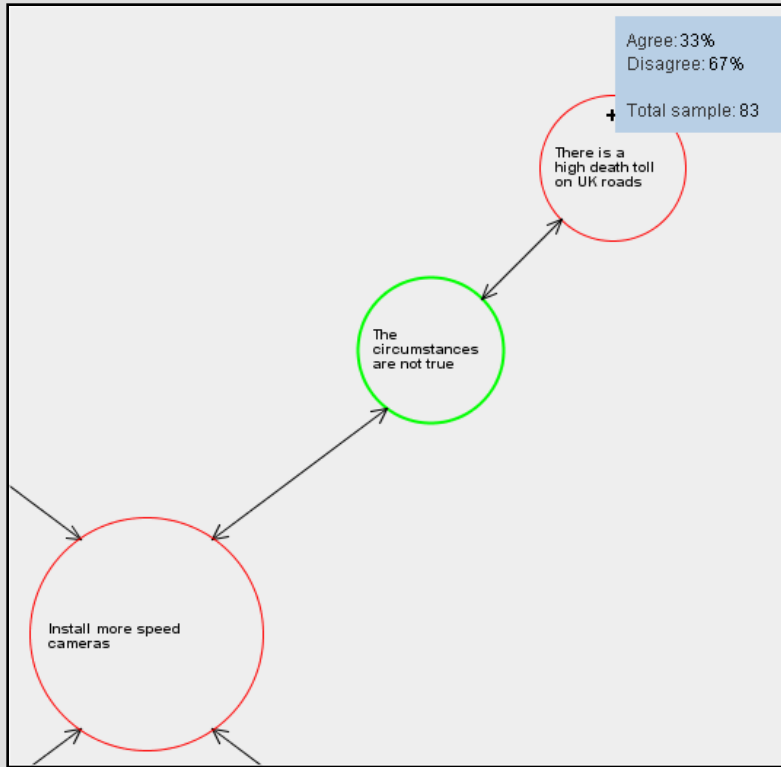 Agree: 33%
Disagree: 67%
Total sample: 83
There is a
high death toll
on UK roads
The
circumstances
are not true
Install more speed
cameras